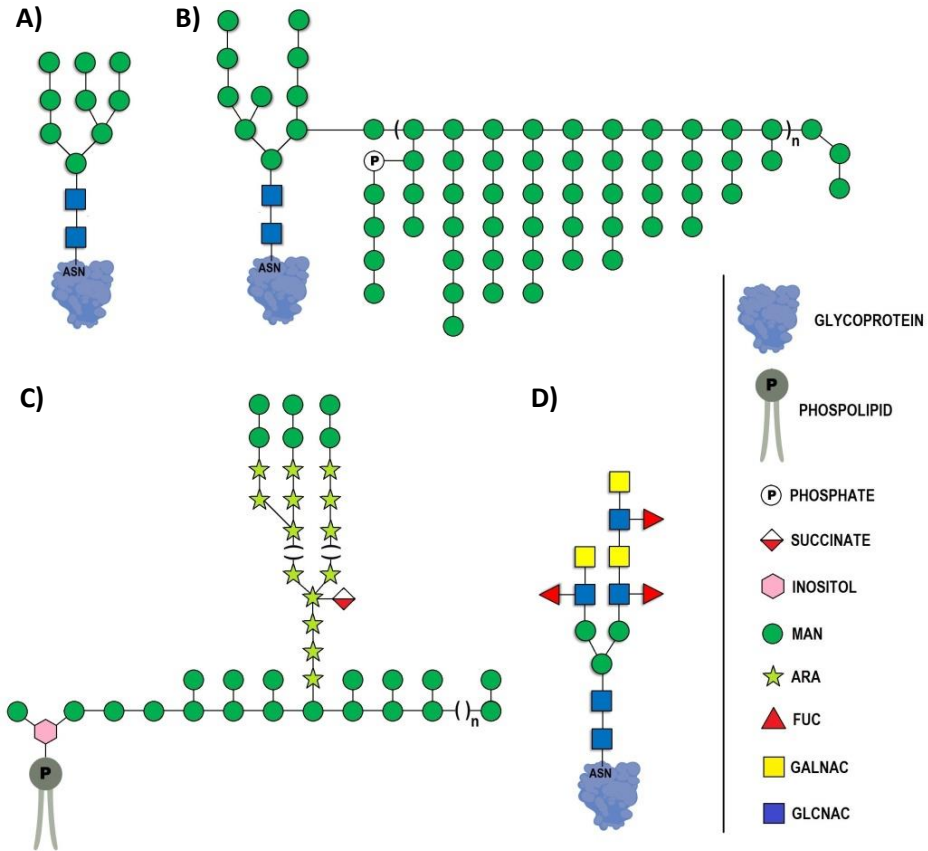 A)
B)
ASN
ASN
P
(
)n
C)
D)
( )n
P
ASN
GLYCOPROTEIN
P
PHOSPOLIPID
P PHOSPHATE
SUCCINATE
INOSITOL
MAN
ARA
FUC
GALNAC
GLCNAC